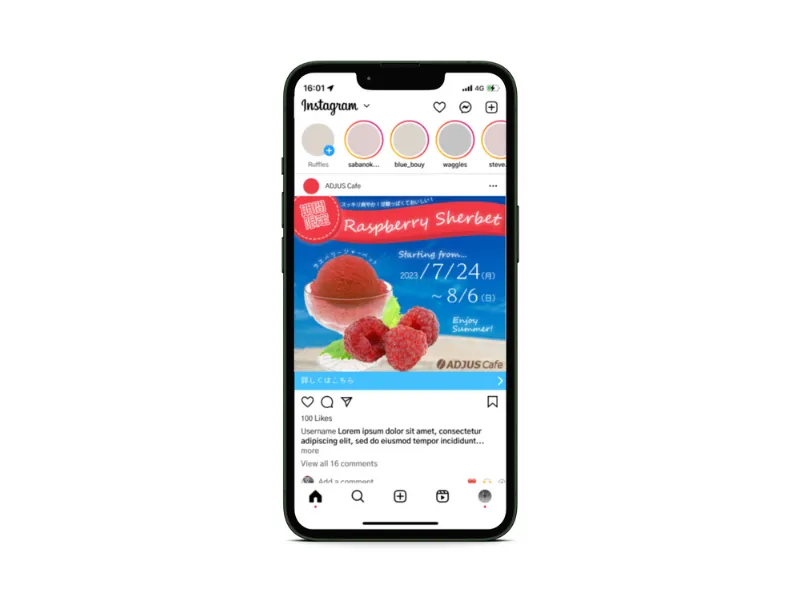 16:01
4G
Instagram
Ruffles
sabanok...
blue_bouy
waggles
steve.
ADJUS Cafe
期間
限定
スッキリ爽やか！甘酸っぱくておいしい！
Raspberry Sherbet
ラズベリーシャーベット
Starting from...
2023/7/24(月)
~8/6(日)
Enjoy
Summer!
ADJUS Cafe
詳しくはこちら
100 Likes
Username Lorem ipsum dolor sit amet, consectetur
adipiscing elit, sed do eiusmod tempor incididunt...
more
View all 16 comments
Add a comment